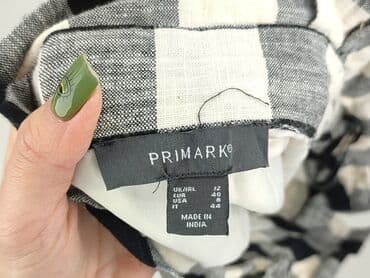 PRIMARK®
UK/IRL 12
EUR 40
USA 8
IT 44
MADE IN
INDIA